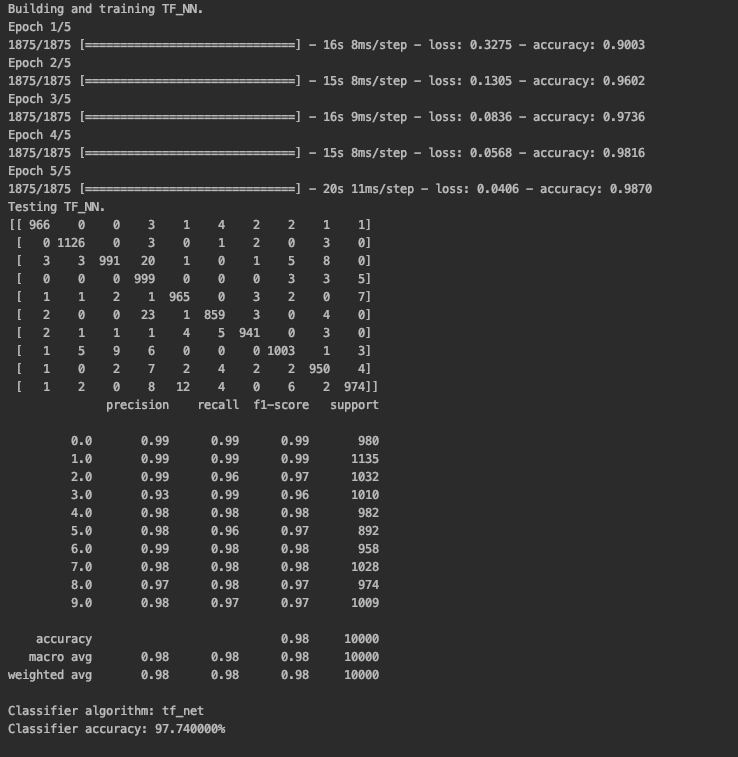 Building and training TF_NN.
Epoch 1/5
1875/1875 [==============================] - 16s 8ms/step - loss: 0.3275 - accuracy: 0.9003
Epoch 2/5
1875/1875 [==============================] - 15s 8ms/step - loss: 0.1305 - accuracy: 0.9602
Epoch 3/5
1875/1875 [==============================] - 16s 9ms/step - loss: 0.0836 - accuracy: 0.9736
Epoch 4/5
1875/1875 [==============================] - 15s 8ms/step - loss: 0.0568 - accuracy: 0.9816
Epoch 5/5
1875/1875 [==============================] - 20s 11ms/step - loss: 0.0406 - accuracy: 0.9870
Testing TF_NN.
[[ 966    0    0    3    1    4    2    2    1    1]
 [   0 1126    0    3    0    1    2    0    3    0]
 [   3    3  991   20    1    0    1    5    8    0]
 [   0    0    0  999    0    0    0    3    3    5]
 [   1    1    2    1  965    0    3    2    0    7]
 [   2    0    0   23    1  859    3    0    4    0]
 [   2    1    1    1    4    5  941    0    3    0]
 [   1    5    9    6    0    0    0 1003    1    3]
 [   1    0    2    7    2    4    2    2  950    4]
 [   1    2    0    8   12    4    0    6    2  974]]
              precision    recall  f1-score   support
         0.0       0.99      0.99      0.99       980
         1.0       0.99      0.99      0.99      1135
         2.0       0.99      0.96      0.97      1032
         3.0       0.93      0.99      0.96      1010
         4.0       0.98      0.98      0.98       982
         5.0       0.98      0.96      0.97       892
         6.0       0.99      0.98      0.98       958
         7.0       0.98      0.98      0.98      1028
         8.0       0.97      0.98      0.98       974
         9.0       0.98      0.97      0.97      1009
    accuracy                           0.98     10000
   macro avg       0.98      0.98      0.98     10000
weighted avg       0.98      0.98      0.98     10000
Classifier algorithm: tf_net
Classifier accuracy: 97.740000%